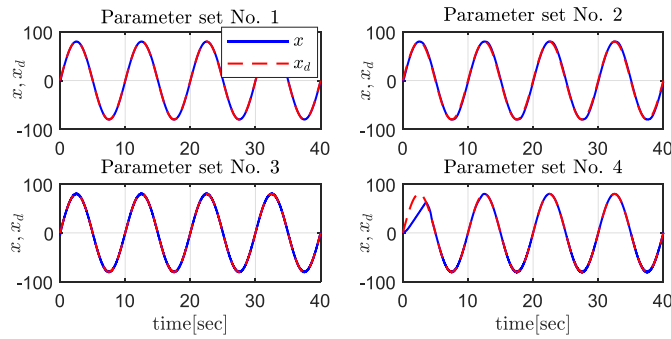 Parameter set No. 1
100
0
-100
x, x_d
0 10 20 30 40
x
x_d
Parameter set No. 2
100
0
-100
x, x_d
0 10 20 30 40
Parameter set No. 3
100
0
-100
x, x_d
0 10 20 30 40
time[sec]
Parameter set No. 4
100
0
-100
x, x_d
0 10 20 30 40
time[sec]